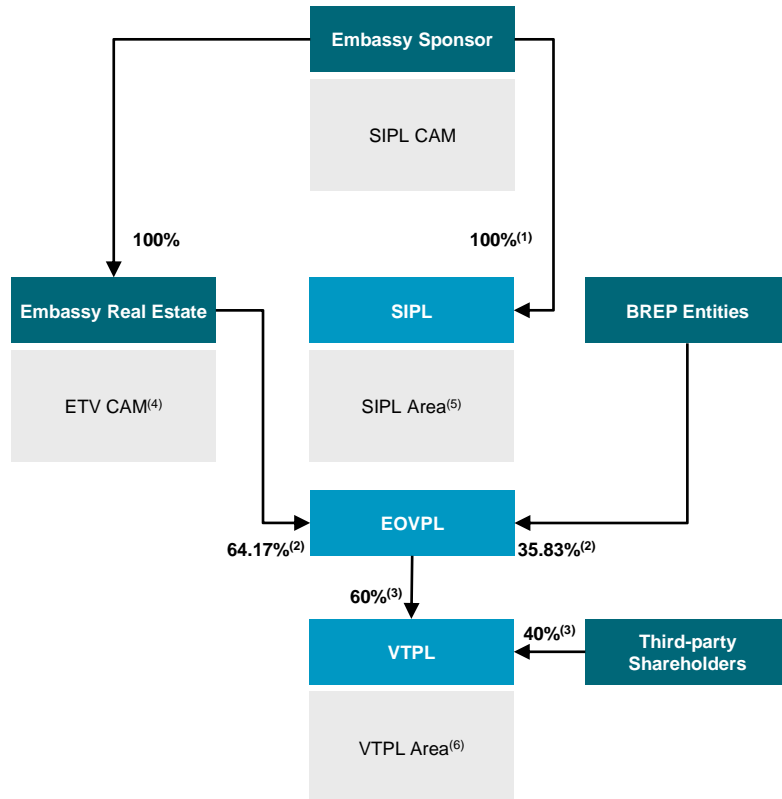 Embassy Sponsor
SIPL CAM
100%
100%(1)
Embassy Real Estate
SIPL
BREP Entities
ETV CAM(4)
SIPL Area(5)
EOVPL
64.17%(2)
35.83%(2)
60%(3)
VTPL
40%(3)
Third-party
Shareholders
VTPL Area(6)